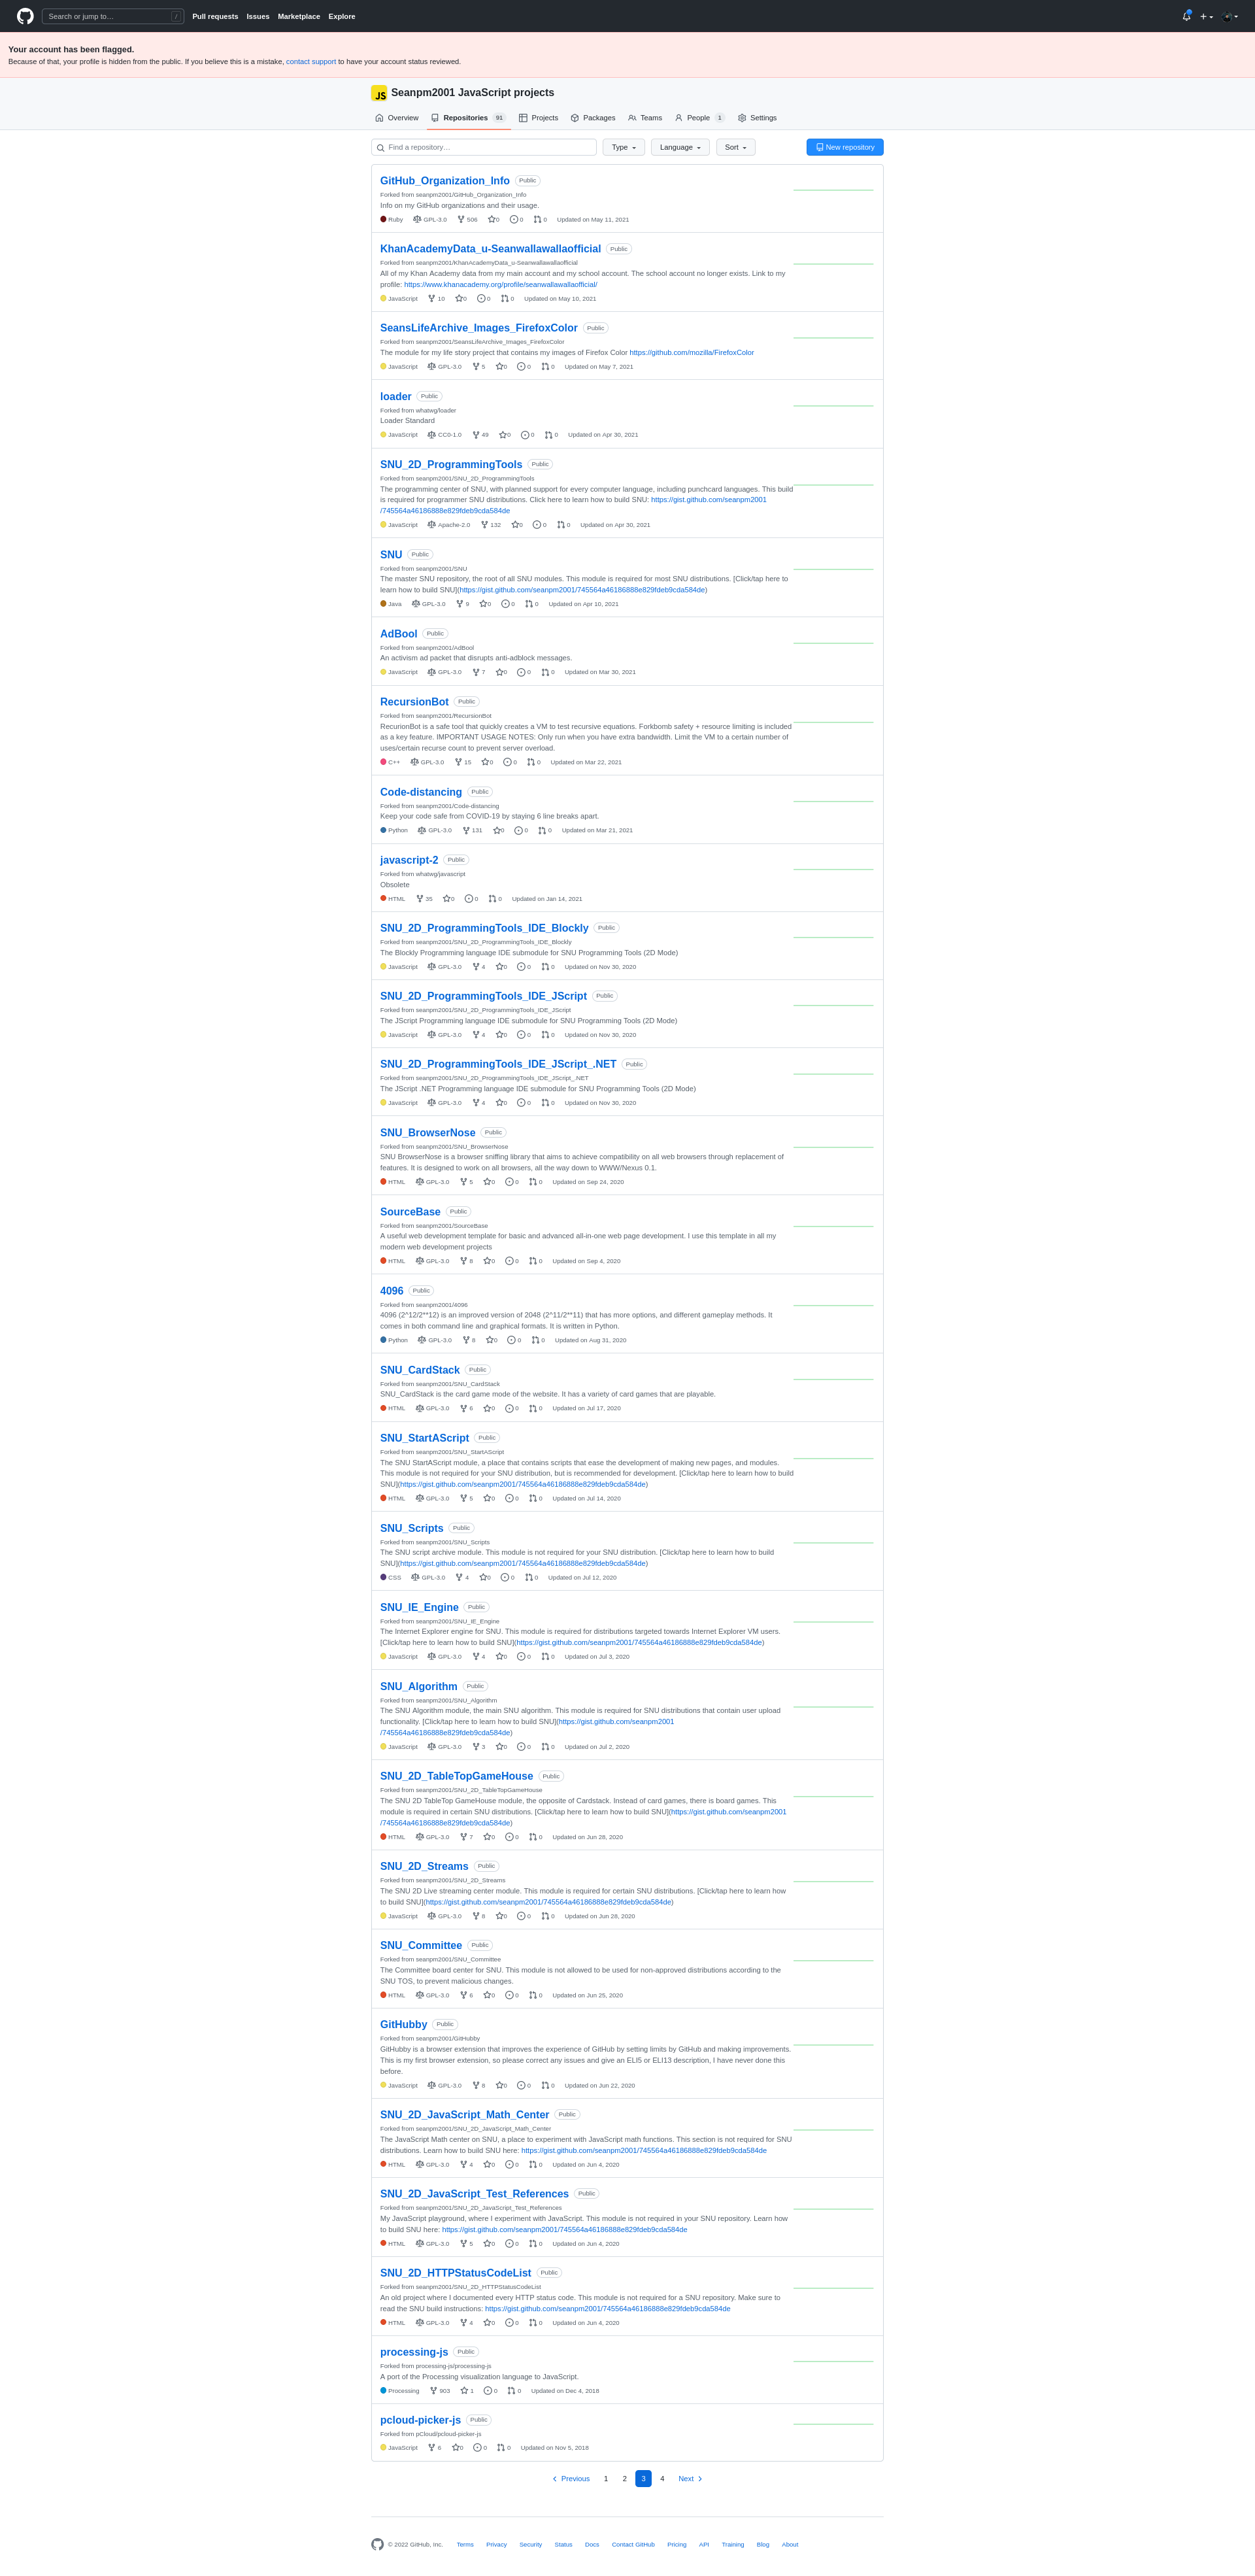 Search or jump to… /
Pull requests Issues Marketplace Explore
Your account has been flagged.
Because of that, your profile is hidden from the public. If you believe this is a mistake, contact support to have your account status reviewed.
JS Seanpm2001 JavaScript projects
Overview Repositories 91 Projects Packages Teams People 1 Settings
Find a repository… Type Language Sort New repository
GitHub_Organization_Info Public
Forked from seanpm2001/GitHub_Organization_Info
Info on my GitHub organizations and their usage.
Ruby GPL-3.0 506 0 0 0 Updated on May 11, 2021
KhanAcademyData_u-Seanwallawallaofficial Public
Forked from seanpm2001/KhanAcademyData_u-Seanwallawallaofficial
All of my Khan Academy data from my main account and my school account. The school account no longer exists. Link to my
profile: https://www.khanacademy.org/profile/seanwallawallaofficial/
JavaScript 10 0 0 0 Updated on May 10, 2021
SeansLifeArchive_Images_FirefoxColor Public
Forked from seanpm2001/SeansLifeArchive_Images_FirefoxColor
The module for my life story project that contains my images of Firefox Color https://github.com/mozilla/FirefoxColor
JavaScript GPL-3.0 5 0 0 0 Updated on May 7, 2021
loader Public
Forked from whatwg/loader
Loader Standard
JavaScript CC0-1.0 49 0 0 0 Updated on Apr 30, 2021
SNU_2D_ProgrammingTools Public
Forked from seanpm2001/SNU_2D_ProgrammingTools
The programming center of SNU, with planned support for every computer language, including punchcard languages. This build
is required for programmer SNU distributions. Click here to learn how to build SNU: https://gist.github.com/seanpm2001
/745564a46186888e829fdeb9cda584de
JavaScript Apache-2.0 132 0 0 0 Updated on Apr 30, 2021
SNU Public
Forked from seanpm2001/SNU
The master SNU repository, the root of all SNU modules. This module is required for most SNU distributions. [Click/tap here to
learn how to build SNU](https://gist.github.com/seanpm2001/745564a46186888e829fdeb9cda584de)
Java GPL-3.0 9 0 0 0 Updated on Apr 10, 2021
AdBool Public
Forked from seanpm2001/AdBool
An activism ad packet that disrupts anti-adblock messages.
JavaScript GPL-3.0 7 0 0 0 Updated on Mar 30, 2021
RecursionBot Public
Forked from seanpm2001/RecursionBot
RecurionBot is a safe tool that quickly creates a VM to test recursive equations. Forkbomb safety + resource limiting is included
as a key feature. IMPORTANT USAGE NOTES: Only run when you have extra bandwidth. Limit the VM to a certain number of
uses/certain recurse count to prevent server overload.
C++ GPL-3.0 15 0 0 0 Updated on Mar 22, 2021
Code-distancing Public
Forked from seanpm2001/Code-distancing
Keep your code safe from COVID-19 by staying 6 line breaks apart.
Python GPL-3.0 131 0 0 0 Updated on Mar 21, 2021
javascript-2 Public
Forked from whatwg/javascript
Obsolete
HTML 35 0 0 0 Updated on Jan 14, 2021
SNU_2D_ProgrammingTools_IDE_Blockly Public
Forked from seanpm2001/SNU_2D_ProgrammingTools_IDE_Blockly
The Blockly Programming language IDE submodule for SNU Programming Tools (2D Mode)
JavaScript GPL-3.0 4 0 0 0 Updated on Nov 30, 2020
SNU_2D_ProgrammingTools_IDE_JScript Public
Forked from seanpm2001/SNU_2D_ProgrammingTools_IDE_JScript
The JScript Programming language IDE submodule for SNU Programming Tools (2D Mode)
JavaScript GPL-3.0 4 0 0 0 Updated on Nov 30, 2020
SNU_2D_ProgrammingTools_IDE_JScript_.NET Public
Forked from seanpm2001/SNU_2D_ProgrammingTools_IDE_JScript_.NET
The JScript .NET Programming language IDE submodule for SNU Programming Tools (2D Mode)
JavaScript GPL-3.0 4 0 0 0 Updated on Nov 30, 2020
SNU_BrowserNose Public
Forked from seanpm2001/SNU_BrowserNose
SNU BrowserNose is a browser sniffing library that aims to achieve compatibility on all web browsers through replacement of
features. It is designed to work on all browsers, all the way down to WWW/Nexus 0.1.
HTML GPL-3.0 5 0 0 0 Updated on Sep 24, 2020
SourceBase Public
Forked from seanpm2001/SourceBase
A useful web development template for basic and advanced all-in-one web page development. I use this template in all my
modern web development projects
HTML GPL-3.0 8 0 0 0 Updated on Sep 4, 2020
4096 Public
Forked from seanpm2001/4096
4096 (2^12/2**12) is an improved version of 2048 (2^11/2**11) that has more options, and different gameplay methods. It
comes in both command line and graphical formats. It is written in Python.
Python GPL-3.0 8 0 0 0 Updated on Aug 31, 2020
SNU_CardStack Public
Forked from seanpm2001/SNU_CardStack
SNU_CardStack is the card game mode of the website. It has a variety of card games that are playable.
HTML GPL-3.0 6 0 0 0 Updated on Jul 17, 2020
SNU_StartAScript Public
Forked from seanpm2001/SNU_StartAScript
The SNU StartAScript module, a place that contains scripts that ease the development of making new pages, and modules.
This module is not required for your SNU distribution, but is recommended for development. [Click/tap here to learn how to build
SNU](https://gist.github.com/seanpm2001/745564a46186888e829fdeb9cda584de)
HTML GPL-3.0 5 0 0 0 Updated on Jul 14, 2020
SNU_Scripts Public
Forked from seanpm2001/SNU_Scripts
The SNU script archive module. This module is not required for your SNU distribution. [Click/tap here to learn how to build
SNU](https://gist.github.com/seanpm2001/745564a46186888e829fdeb9cda584de)
CSS GPL-3.0 4 0 0 0 Updated on Jul 12, 2020
SNU_IE_Engine Public
Forked from seanpm2001/SNU_IE_Engine
The Internet Explorer engine for SNU. This module is required for distributions targeted towards Internet Explorer VM users.
[Click/tap here to learn how to build SNU](https://gist.github.com/seanpm2001/745564a46186888e829fdeb9cda584de)
JavaScript GPL-3.0 4 0 0 0 Updated on Jul 3, 2020
SNU_Algorithm Public
Forked from seanpm2001/SNU_Algorithm
The SNU Algorithm module, the main SNU algorithm. This module is required for SNU distributions that contain user upload
functionality. [Click/tap here to learn how to build SNU](https://gist.github.com/seanpm2001
/745564a46186888e829fdeb9cda584de)
JavaScript GPL-3.0 3 0 0 0 Updated on Jul 2, 2020
SNU_2D_TableTopGameHouse Public
Forked from seanpm2001/SNU_2D_TableTopGameHouse
The SNU 2D TableTop GameHouse module, the opposite of Cardstack. Instead of card games, there is board games. This
module is required in certain SNU distributions. [Click/tap here to learn how to build SNU](https://gist.github.com/seanpm2001
/745564a46186888e829fdeb9cda584de)
HTML GPL-3.0 7 0 0 0 Updated on Jun 28, 2020
SNU_2D_Streams Public
Forked from seanpm2001/SNU_2D_Streams
The SNU 2D Live streaming center module. This module is required for certain SNU distributions. [Click/tap here to learn how
to build SNU](https://gist.github.com/seanpm2001/745564a46186888e829fdeb9cda584de)
JavaScript GPL-3.0 8 0 0 0 Updated on Jun 28, 2020
SNU_Committee Public
Forked from seanpm2001/SNU_Committee
The Committee board center for SNU. This module is not allowed to be used for non-approved distributions according to the
SNU TOS, to prevent malicious changes.
HTML GPL-3.0 6 0 0 0 Updated on Jun 25, 2020
GitHubby Public
Forked from seanpm2001/GitHubby
GitHubby is a browser extension that improves the experience of GitHub by setting limits by GitHub and making improvements.
This is my first browser extension, so please correct any issues and give an ELI5 or ELI13 description, I have never done this
before.
JavaScript GPL-3.0 8 0 0 0 Updated on Jun 22, 2020
SNU_2D_JavaScript_Math_Center Public
Forked from seanpm2001/SNU_2D_JavaScript_Math_Center
The JavaScript Math center on SNU, a place to experiment with JavaScript math functions. This section is not required for SNU
distributions. Learn how to build SNU here: https://gist.github.com/seanpm2001/745564a46186888e829fdeb9cda584de
HTML GPL-3.0 4 0 0 0 Updated on Jun 4, 2020
SNU_2D_JavaScript_Test_References Public
Forked from seanpm2001/SNU_2D_JavaScript_Test_References
My JavaScript playground, where I experiment with JavaScript. This module is not required in your SNU repository. Learn how
to build SNU here: https://gist.github.com/seanpm2001/745564a46186888e829fdeb9cda584de
HTML GPL-3.0 5 0 0 0 Updated on Jun 4, 2020
SNU_2D_HTTPStatusCodeList Public
Forked from seanpm2001/SNU_2D_HTTPStatusCodeList
An old project where I documented every HTTP status code. This module is not required for a SNU repository. Make sure to
read the SNU build instructions: https://gist.github.com/seanpm2001/745564a46186888e829fdeb9cda584de
HTML GPL-3.0 4 0 0 0 Updated on Jun 4, 2020
processing-js Public
Forked from processing-js/processing-js
A port of the Processing visualization language to JavaScript.
Processing 903 1 0 0 Updated on Dec 4, 2018
pcloud-picker-js Public
Forked from pCloud/pcloud-picker-js
JavaScript 6 0 0 0 Updated on Nov 5, 2018
Previous 1 2 3 4 Next
© 2022 GitHub, Inc. Terms Privacy Security Status Docs Contact GitHub Pricing API Training Blog About